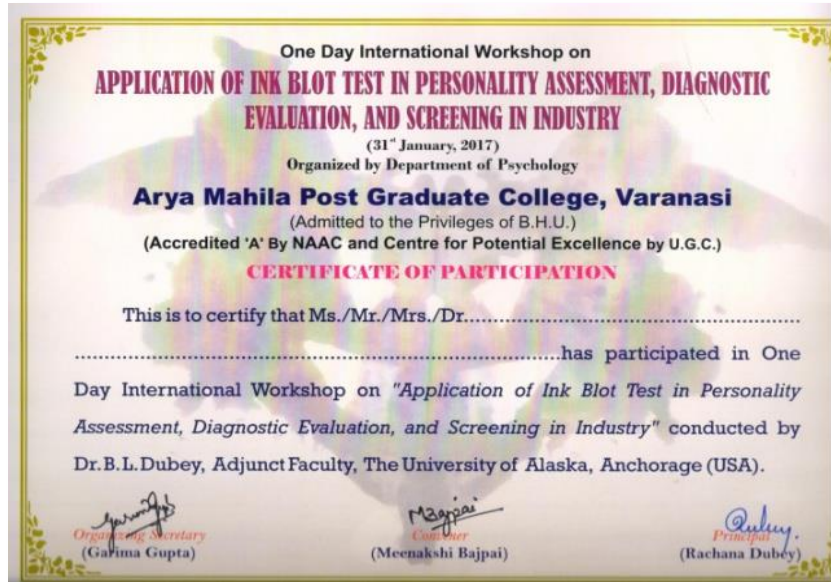 One Day International Workshop on
APPLICATION OF INK BLOT TEST IN PERSONALITY ASSESSMENT, DIAGNOSTIC
EVALUATION, AND SCREENING IN INDUSTRY
(31st January, 2017)
Organized by Department of Psychology
Arya Mahila Post Graduate College, Varanasi
(Admitted to the Privileges of B.H.U.)
(Accredited 'A' By NAAC and Centre for Potential Excellence by U.G.C.)
CERTIFICATE OF PARTICIPATION
This is to certify that Ms./Mr./Mrs./Dr..........................................................
....................................................................................has participated in One
Day International Workshop on "Application of Ink Blot Test in Personality
Assessment, Diagnostic Evaluation, and Screening in Industry" conducted by
Dr.B.L.Dubey, Adjunct Faculty, The University of Alaska, Anchorage (USA).
MBajpai
Organizing Secretary Convener Principal
(Garima Gupta) (Meenakshi Bajpai) (Rachana Dubey)